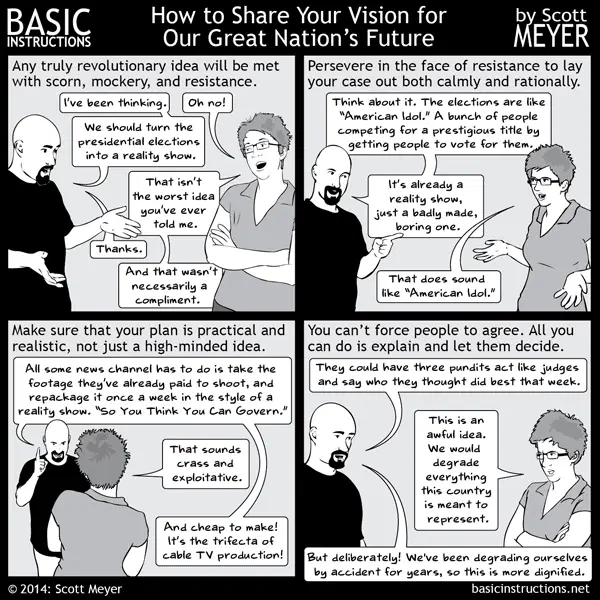 BASIC
INSTRUCTIONS
How to Share Your Vision for
Our Great Nation's Future
by Scott
MEYER
Any truly revolutionary idea will be met
with scorn, mockery, and resistance.
I've been thinking.
Oh no!
We should turn the
presidential elections
into a reality show.
That isn't
the worst idea
you've ever
told me.
Thanks.
And that wasn't
necessarily a
compliment.
Persevere in the face of resistance to lay
your case out both calmly and rationally.
Think about it. The elections are like
"American Idol." A bunch of people
competing for a prestigious title by
getting people to vote for them.
It's already a
reality show,
just a badly made,
boring one.
That does sound
like "American Idol."
Make sure that your plan is practical and
realistic, not just a high-minded idea.
All some news channel has to do is take the
footage they've already paid to shoot, and
repackage it once a week in the style of a
reality show. "So You Think You Can Govern."
That sounds
crass and
exploitative.
And cheap to make!
It's the trifecta of
cable TV production!
You can't force people to agree. All you
can do is explain and let them decide.
They could have three pundits act like judges
and say who they thought did best that week.
This is an
awful idea.
We would
degrade
everything
this country
is meant to
represent.
But deliberately! We've been degrading ourselves
by accident for years, so this is more dignified.
© 2014: Scott Meyer
basicinstructions.net